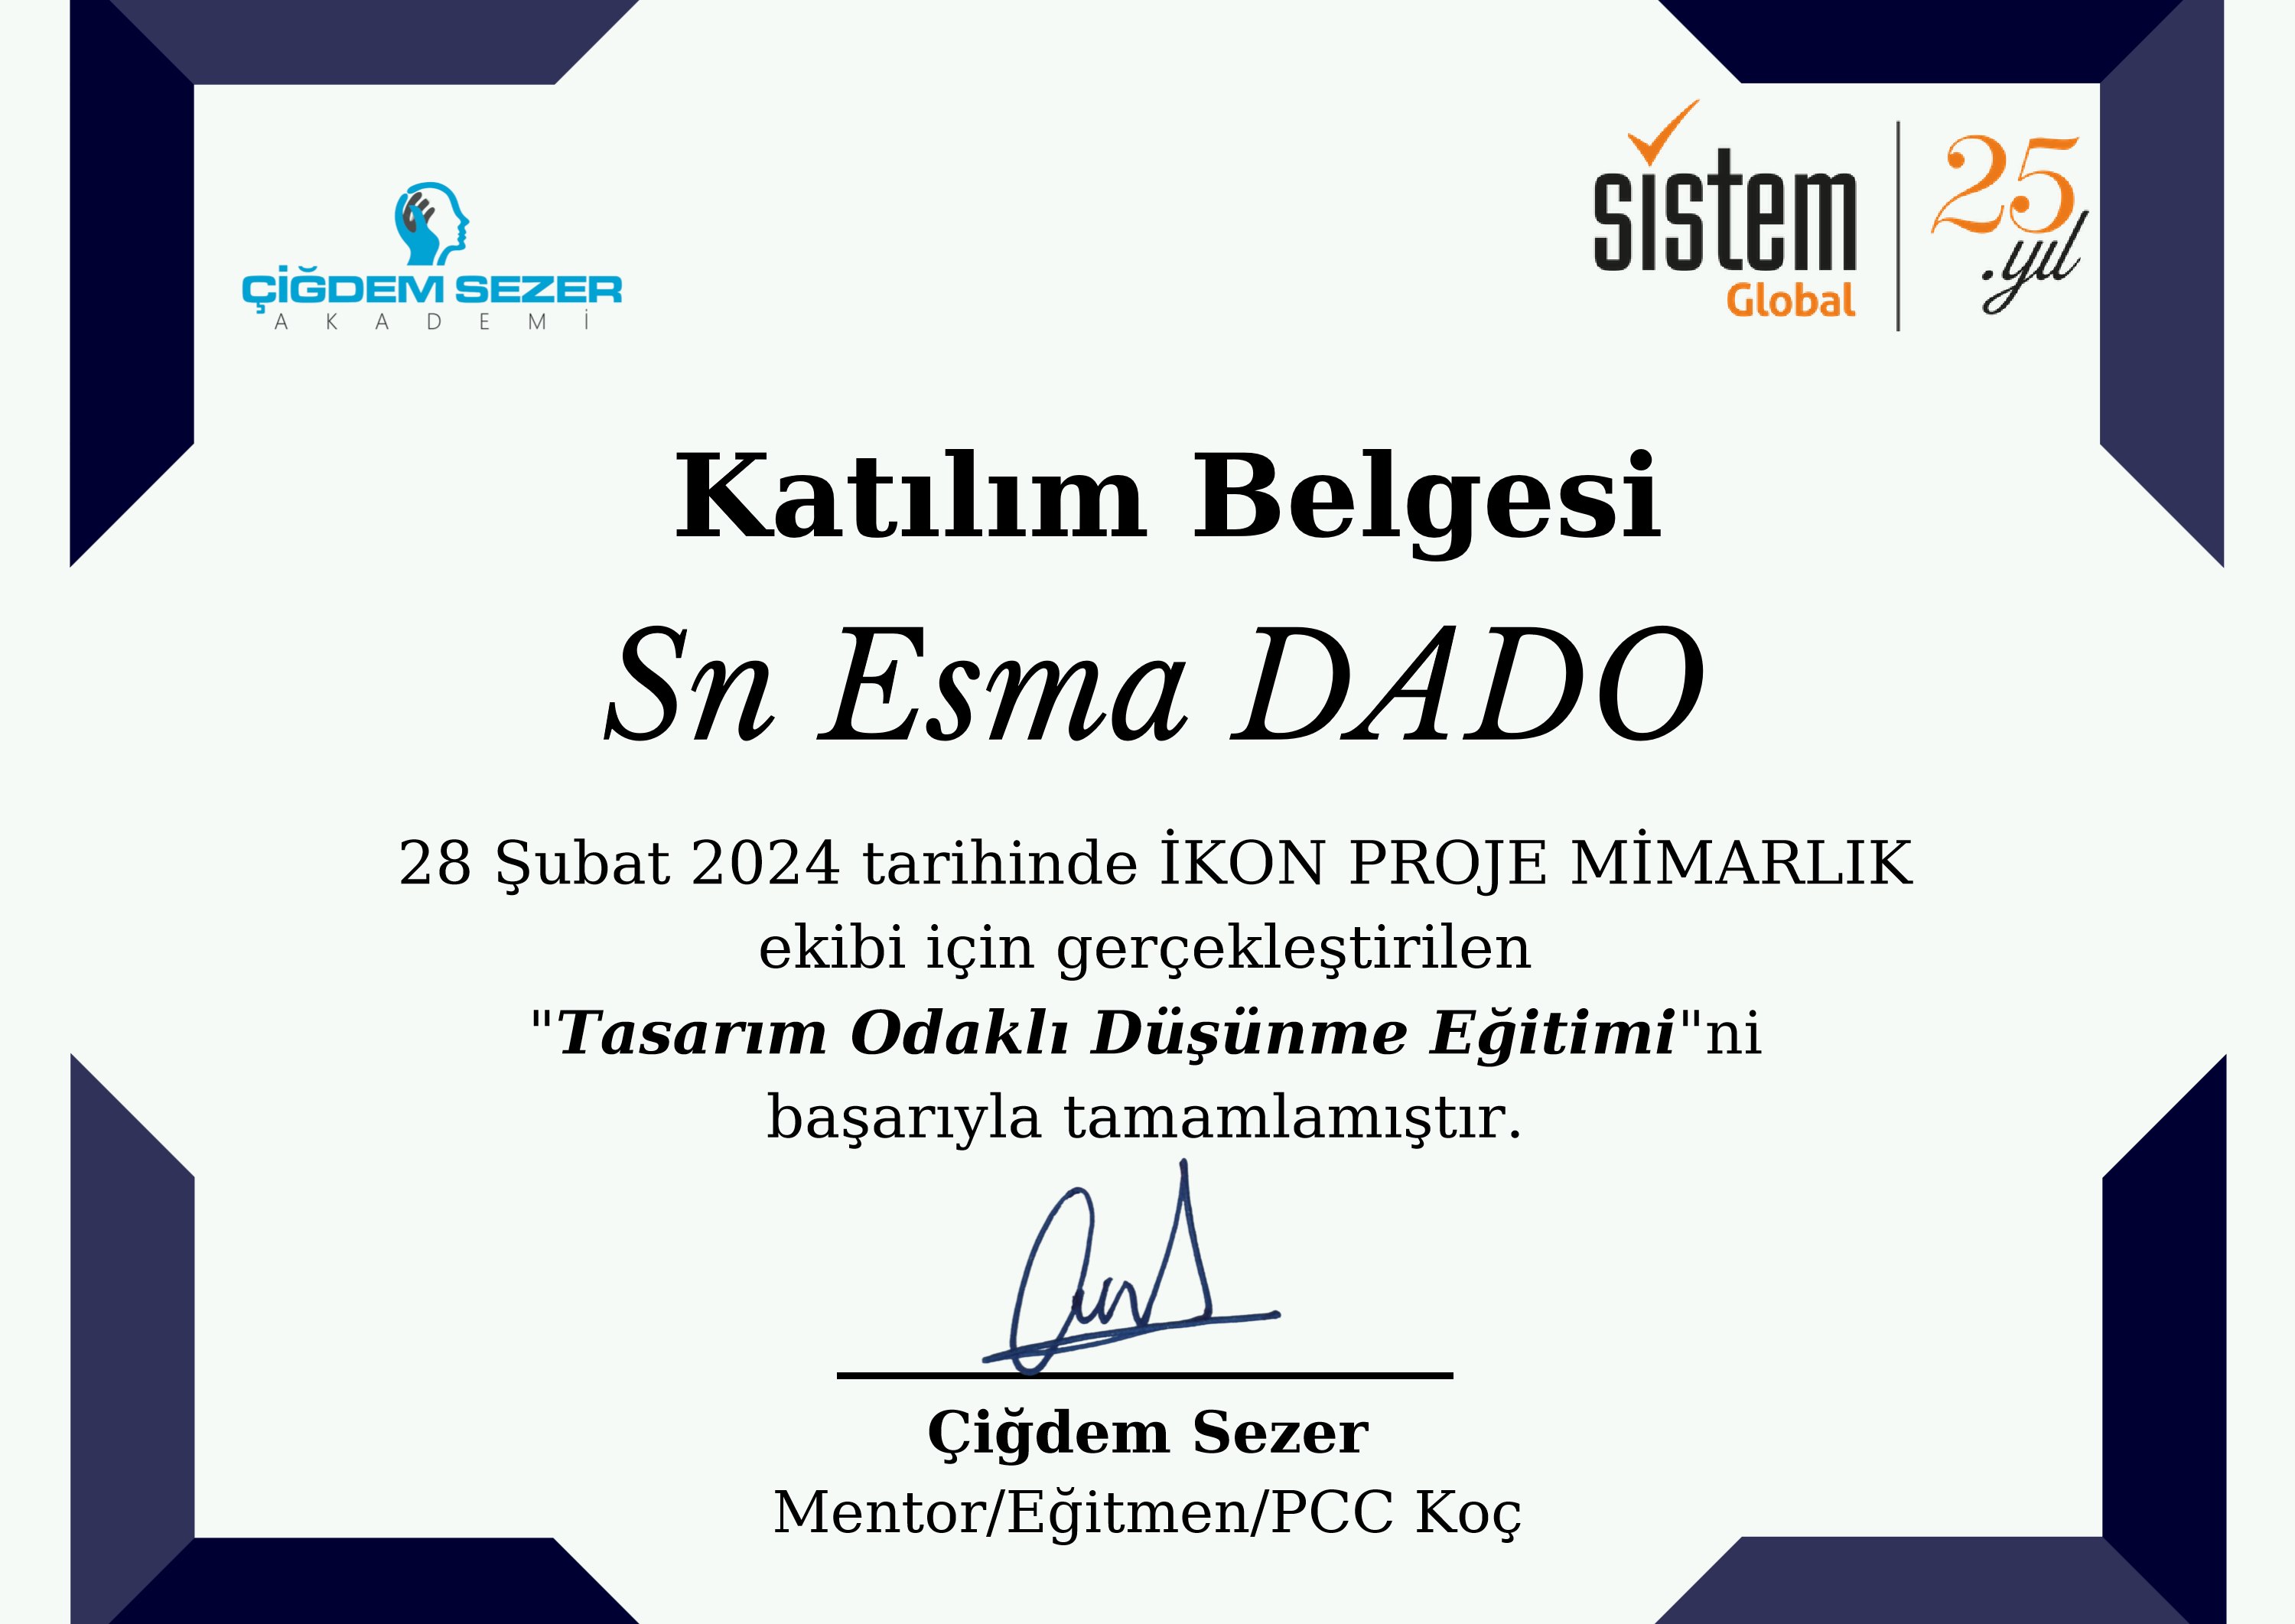 ÇİĞDEM SEZER
AKADEMİ
sistem
Global
25
.yıl
Katılım Belgesi
Sn Esma DADO
28 Şubat 2024 tarihinde İKON PROJE MİMARLIK
ekibi için gerçekleştirilen
"Tasarım Odaklı Düşünme Eğitimi"ni
başarıyla tamamlamıştır.
Çiğdem Sezer
Mentor/Eğitmen/PCC Koç